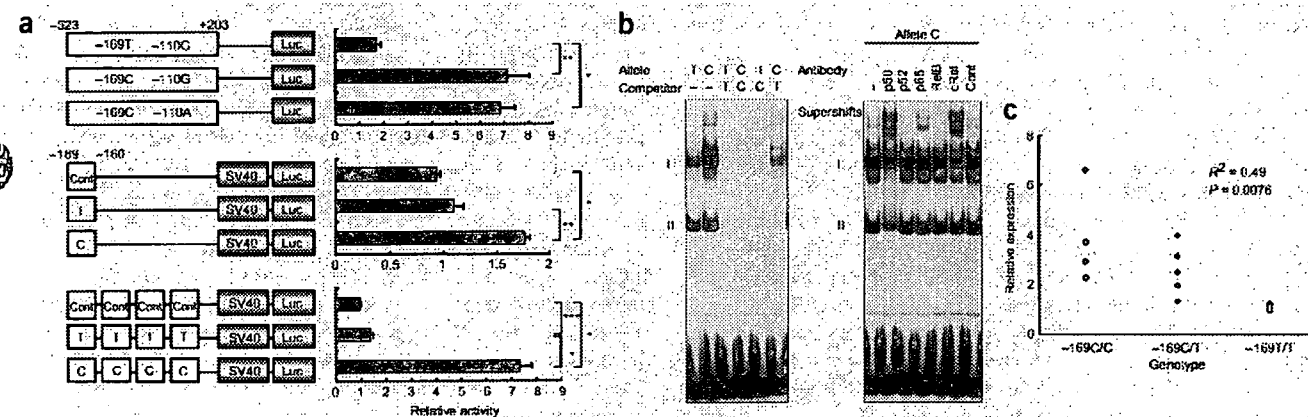 a
−523 +203
−169T −110G Luc
−169C −110G Luc
−169C −110A Luc
0 1 2 3 4 5 6 7 8 9
−189 −160
Cont SV40 Luc
T SV40 Luc
C SV40 Luc
0 0.5 1 1.5 2
Cont Cont Cont Cont SV40 Luc
T T T T SV40 Luc
C C C C SV40 Luc
0 1 2 3 4 5 6 7 8 9
Relative activity
b
Allele T C T C T C
Competitor – – T C C T
I
II
Allele C
Antibody – p50 p52 p65 RelB cRel Cont
Supershifts
I
II
c
8
6
4
2
0
Relative expression
R² = 0.49
P = 0.0076
−169C/C −169C/T −169T/T
Genotype